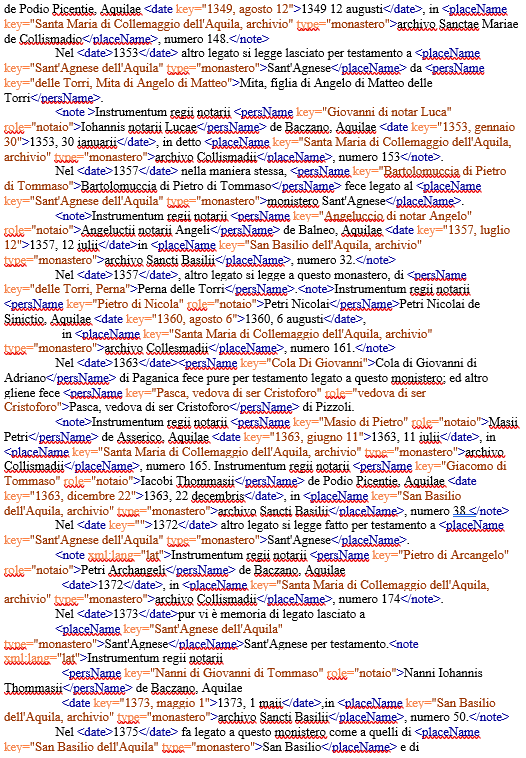 de Podio Picentie, Aquilae <date key="1349, agosto 12">1349 12 augusti</date>, in <placeName
key="Santa Maria di Collemaggio dell'Aquila, archivio" type="monastero">archivo Sanctae Mariae
de Collismadio</placeName>, numero 148.</note>
Nel <date>1353</date> altro legato si legge lasciato per testamento a <placeName
key="Sant'Agnese dell'Aquila" type="monastero">Sant'Agnese</placeName> da <persName
key="delle Torri, Mita di Angelo di Matteo">Mita, figlia di Angelo di Matteo delle
Torri</persName>.
<note >Instrumentum regii notarii <persName key="Giovanni di notar Luca"
role="notaio">Iohannis notarii Lucae</persName> de Bazzano, Aquilae <date key="1353, gennaio
30">1353, 30 ianuarii</date>, in detto <placeName key="Santa Maria di Collemaggio dell'Aquila,
archivio" type="monastero">archivo Collismadii</placeName>, numero 153</note>.
Nel <date>1357</date> nella maniera stessa, <persName key="Bartolomuccia di Pietro
di Tommaso">Bartolomuccia di Pietro di Tommaso</persName> fece legato al <placeName
key="Sant'Agnese dell'Aquila" type="monastero">monistero Sant'Agnese</placeName>.
<note>Instrumentum regii notarii <persName key="Angeluccio di notar Angelo"
role="notaio">Angeluctii notarii Angeli</persName> de Balneo, Aquilae <date key="1357, luglio
12">1357, 12 iulii</date>in <placeName key="San Basilio dell'Aquila, archivio"
type="monastero">archivo Sancti Basilii</placeName>, numero 32.</note>
Nel <date>1357</date>, altro legato si legge a questo monastero, di <persName
key="delle Torri, Perna">Perna delle Torri</persName>.<note>Instrumentum regii notarii
<persName key="Pietro di Nicola" role="notaio">Petri Nicolai</persName>Petri Nicolai de
Sinictio, Aquilae <date key="1360, agosto 6">1360, 6 augusti</date>,
in <placeName key="Santa Maria di Collemaggio dell'Aquila, archivio"
type="monastero">archivo Collesmadii</placeName>, numero 161.</note>
Nel <date>1363</date><persName key="Cola Di Giovanni">Cola di Giovanni di
Adriano</persName> di Paganica fece pure per testamento legato a questo monistero; ed altro
gliene fece <persName key="Pasca, vedova di ser Cristoforo" role="vedova di ser
Cristoforo">Pasca, vedova di ser Cristoforo</persName> di Pizzoli.
<note>Instrumentum regii notarii <persName key="Masio di Pietro" role="notaio">Masii
Petri</persName> de Asserico, Aquilae <date key="1363, giugno 11">1363, 11 iulii</date>, in
<placeName key="Santa Maria di Collemaggio dell'Aquila, archivio" type="monastero">archivo
Collismadii</placeName>, numero 165. Instrumentum regii notarii <persName key="Giacomo di
Tommaso" role="notaio">Iacobi Thommasii</persName> de Podio Picentie, Aquilae <date
key="1363, dicembre 22">1363, 22 decembris</date>, in <placeName key="San Basilio
dell'Aquila, archivio" type="monastero">archivo Sancti Basilii</placeName>, numero </note>
Nel <date key="">1372</date> altro legato si legge fatto per testamento a <placeName
key="Sant'Agnese dell'Aquila" type="monastero">Sant'Agnese</placeName>.
<note xml:lang="lat">Instrumentum regii notarii <persName key="Pietro di Arcangelo"
role="notaio">Petri Archangeli</persName> de Bazzano, Aquilae
<date>1372</date>, in <placeName key="Santa Maria di Collemaggio dell'Aquila,
archivio" type="monastero">archivo Collismadii</placeName>, numero 174</note>.
Nel <date>1373</date>pur vi è memoria di legato lasciato a
<placeName key="Sant'Agnese dell'Aquila"
type="monastero">Sant'Agnese</placeName>Sant'Agnese per testamento.<note
xml:lang="lat">Instrumentum regii notarii
<persName key="Nanni di Giovanni di Tommaso" role="notaio">Nanni Iohannis
Thommasii</persName> de Bazzano, Aquilae
<date key="1373, maggio 1">1373, 1 maii</date>,in <placeName key="San Basilio
dell'Aquila, archivio" type="monastero">archivo Sancti Basilii</placeName>, numero 50.</note>
Nel <date>1375</date> fa legato a questo monistero come a quelli di <placeName
key="San Basilio dell'Aquila" type="monastero">San Basilio</placeName> e di